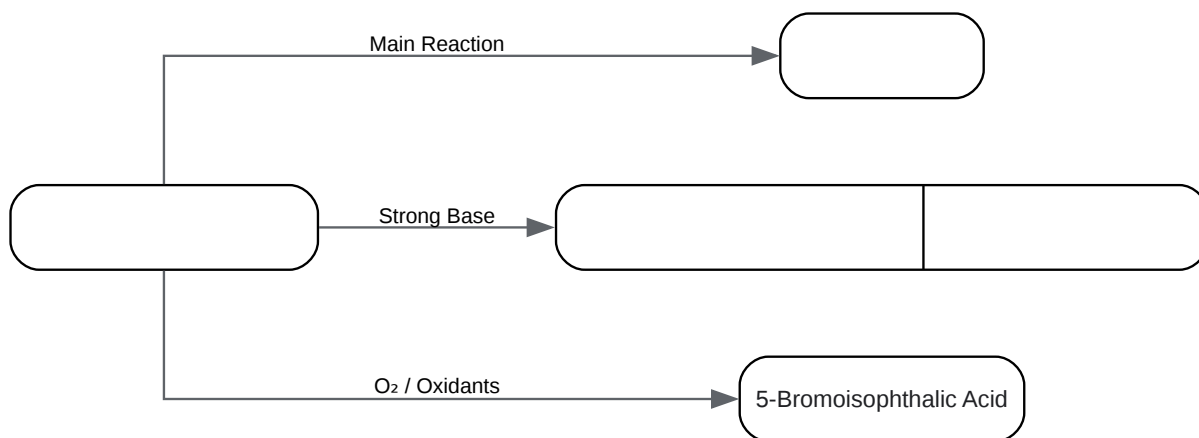 Main Reaction
Strong Base
O₂ / Oxidants
5-Bromoisophthalic Acid